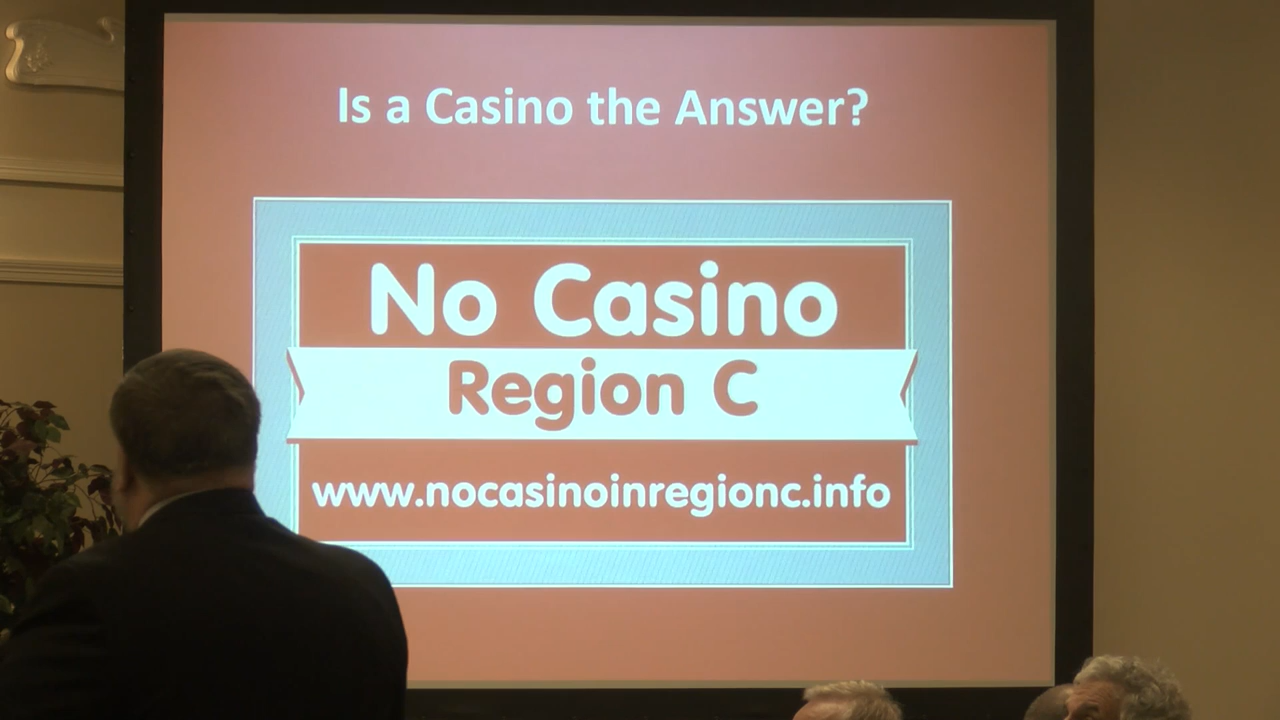 Is a Casino the Answer?
No Casino
Region C
www.nocasinoinregionc.info